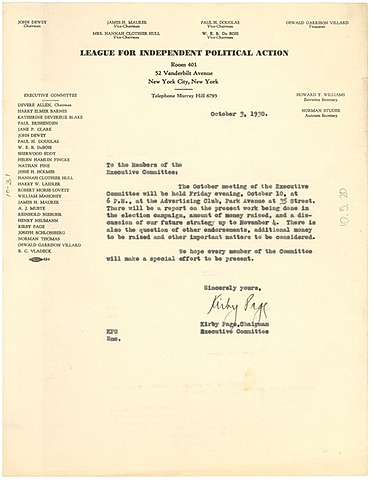 JOHN DEWEY
Chairman
JAMES H. MAURER
Vice-Chairman
MRS. HANNAH CLOTHIER HULL
Vice-Chairman
PAUL H. DOUGLAS
Vice-Chairman
W. E. B. Du BOIS
Vice-Chairman
OSWALD GARRISON VILLARD
Treasurer
LEAGUE FOR INDEPENDENT POLITICAL ACTION
Room 401
52 Vanderbilt Avenue
New York City, New York
Telephone Murray Hill 6795
HOWARD Y. WILLIAMS
Executive Secretary
NORMAN STUDER
Assistant Secretary
EXECUTIVE COMMITTEE
DEVERE ALLEN, Chairman
HARRY ELMER BARNES
KATHERINE DEVEREUX BLAKE
PAUL BRISSENDEN
JANE P. CLARK
JOHN DEWEY
PAUL H. DOUGLAS
W. E. B. DuBOIS
SHERWOOD EDDY
HELEN HAMLIN FINCKE
NATHAN FINE
JESSE H. HOLMES
HANNAH CLOTHIER HULL
HARRY W. LAIDLER
ROBERT MORSS LOVETT
WILLIAM MAHONEY
JAMES H. MAURER
A. J. MUSTE
REINHOLD NIEBUHR
HENRY NEUMANN
KIRBY PAGE
JOSEPH SCHLOSSBERG
NORMAN THOMAS
OSWALD GARRISON VILLARD
B. C. VLADECK
October 3, 1930.
To the Members of the
Executive Committee:
The October meeting of the Executive
Committee will be held Friday evening, October 10, at
6 P.M., at the Advertising Club, Park Avenue at 35 Street.
There will be a report on the present work being done in
the election campaign, amount of money raised, and a dis-
cussion of our future strategy up to November 4. There is
also the question of other endorsements, additional money
to be raised and other important matters to be considered.
We hope every member of the Committee
will make a special effort to be present.
Sincerely yours,
Kirby Page
Kirby Page, Chairman
Executive Committee
KPS
Enc.